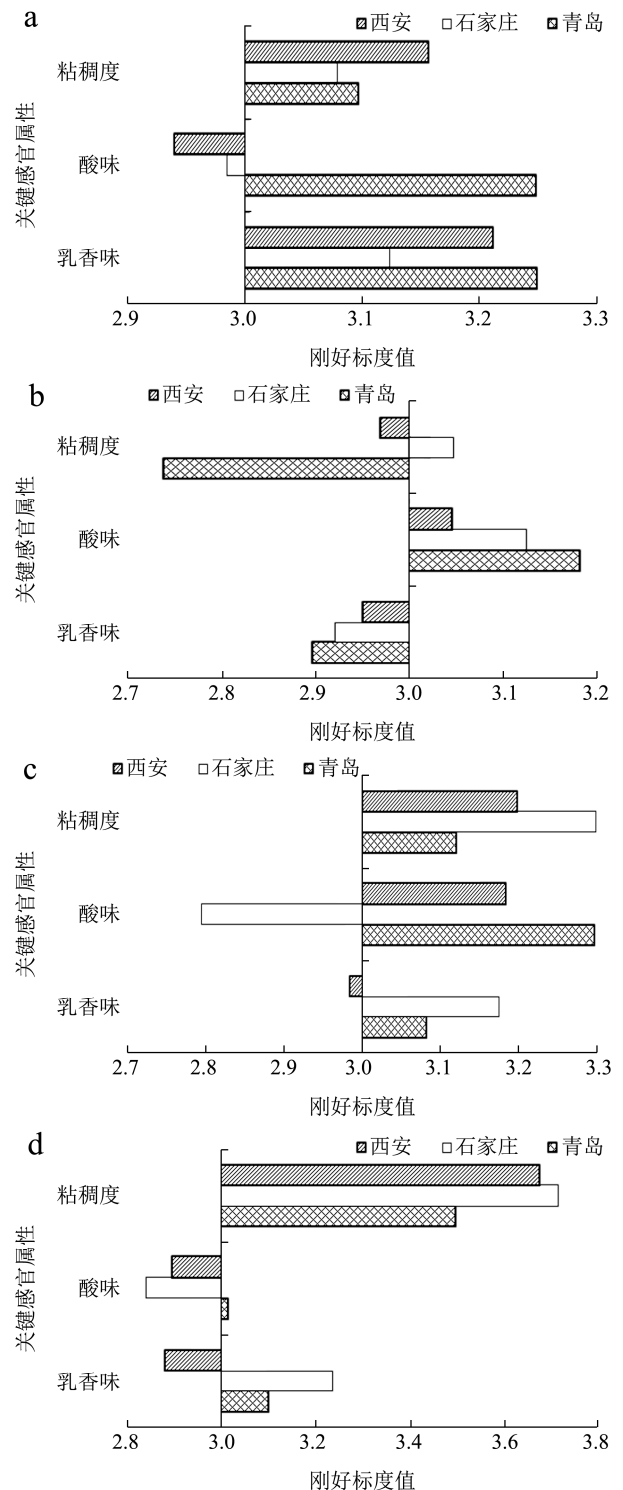 a
西安 石家庄 青岛
关键感官属性
粘稠度
酸味
乳香味
2.9 3.0 3.1 3.2 3.3
刚好标度值
b
西安 石家庄 青岛
关键感官属性
粘稠度
酸味
乳香味
2.7 2.8 2.9 3.0 3.1 3.2
刚好标度值
c
西安 石家庄 青岛
关键感官属性
粘稠度
酸味
乳香味
2.7 2.8 2.9 3.0 3.1 3.2 3.3
刚好标度值
d
西安 石家庄 青岛
关键感官属性
粘稠度
酸味
乳香味
2.8 3.0 3.2 3.4 3.6 3.8
刚好标度值